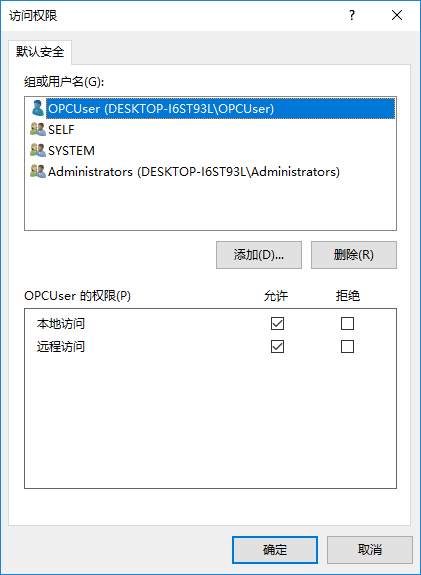 访问权限
?
默认安全
组或用户名(G):
OPCUser (DESKTOP-I6ST93L\OPCUser)
SELF
SYSTEM
Administrators (DESKTOP-I6ST93L\Administrators)
添加(D)... 删除(R)
OPCUser 的权限(P) 允许 拒绝
本地访问
远程访问
确定 取消